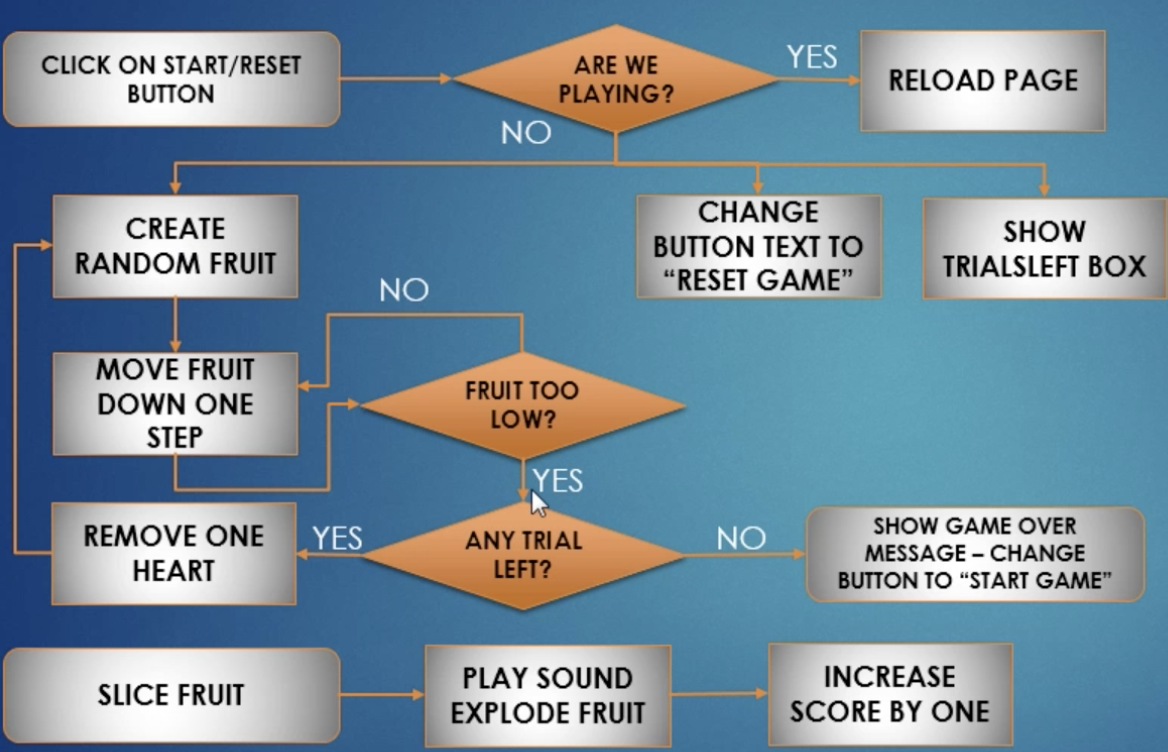 CLICK ON START/RESET
BUTTON
ARE WE
PLAYING?
YES
RELOAD PAGE
NO
CREATE
RANDOM FRUIT
CHANGE
BUTTON TEXT TO
“RESET GAME”
SHOW
TRIALSLEFT BOX
NO
MOVE FRUIT
DOWN ONE
STEP
FRUIT TOO
LOW?
YES
REMOVE ONE
HEART
YES
ANY TRIAL
LEFT?
NO
SHOW GAME OVER
MESSAGE – CHANGE
BUTTON TO “START GAME”
SLICE FRUIT
PLAY SOUND
EXPLODE FRUIT
INCREASE
SCORE BY ONE